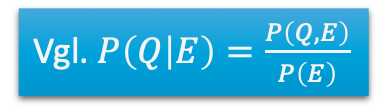 Vgl. P(Q|E) = P(Q,E) / P(E)